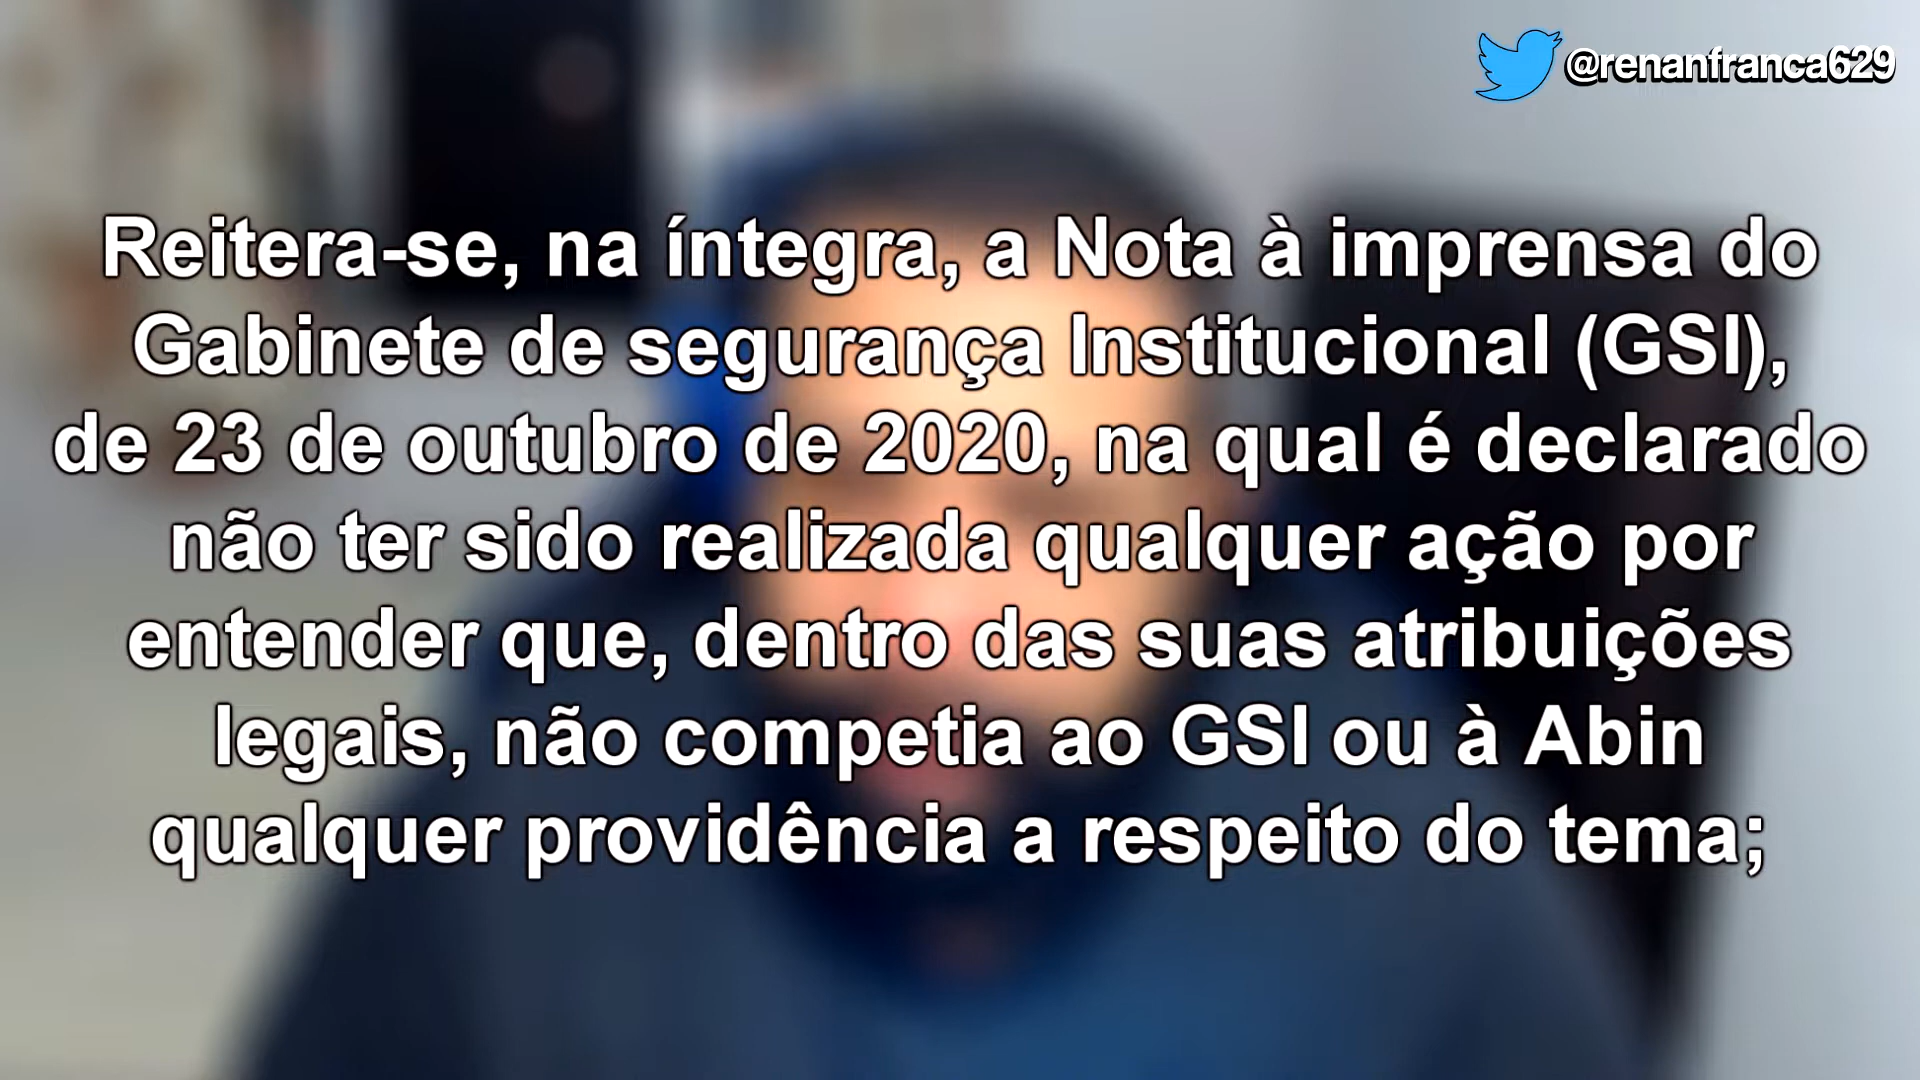 @renanfranca629
Reitera-se, na íntegra, a Nota à imprensa do
Gabinete de segurança Institucional (GSI),
de 23 de outubro de 2020, na qual é declarado
não ter sido realizada qualquer ação por
entender que, dentro das suas atribuições
legais, não competia ao GSI ou à Abin
qualquer providência a respeito do tema;